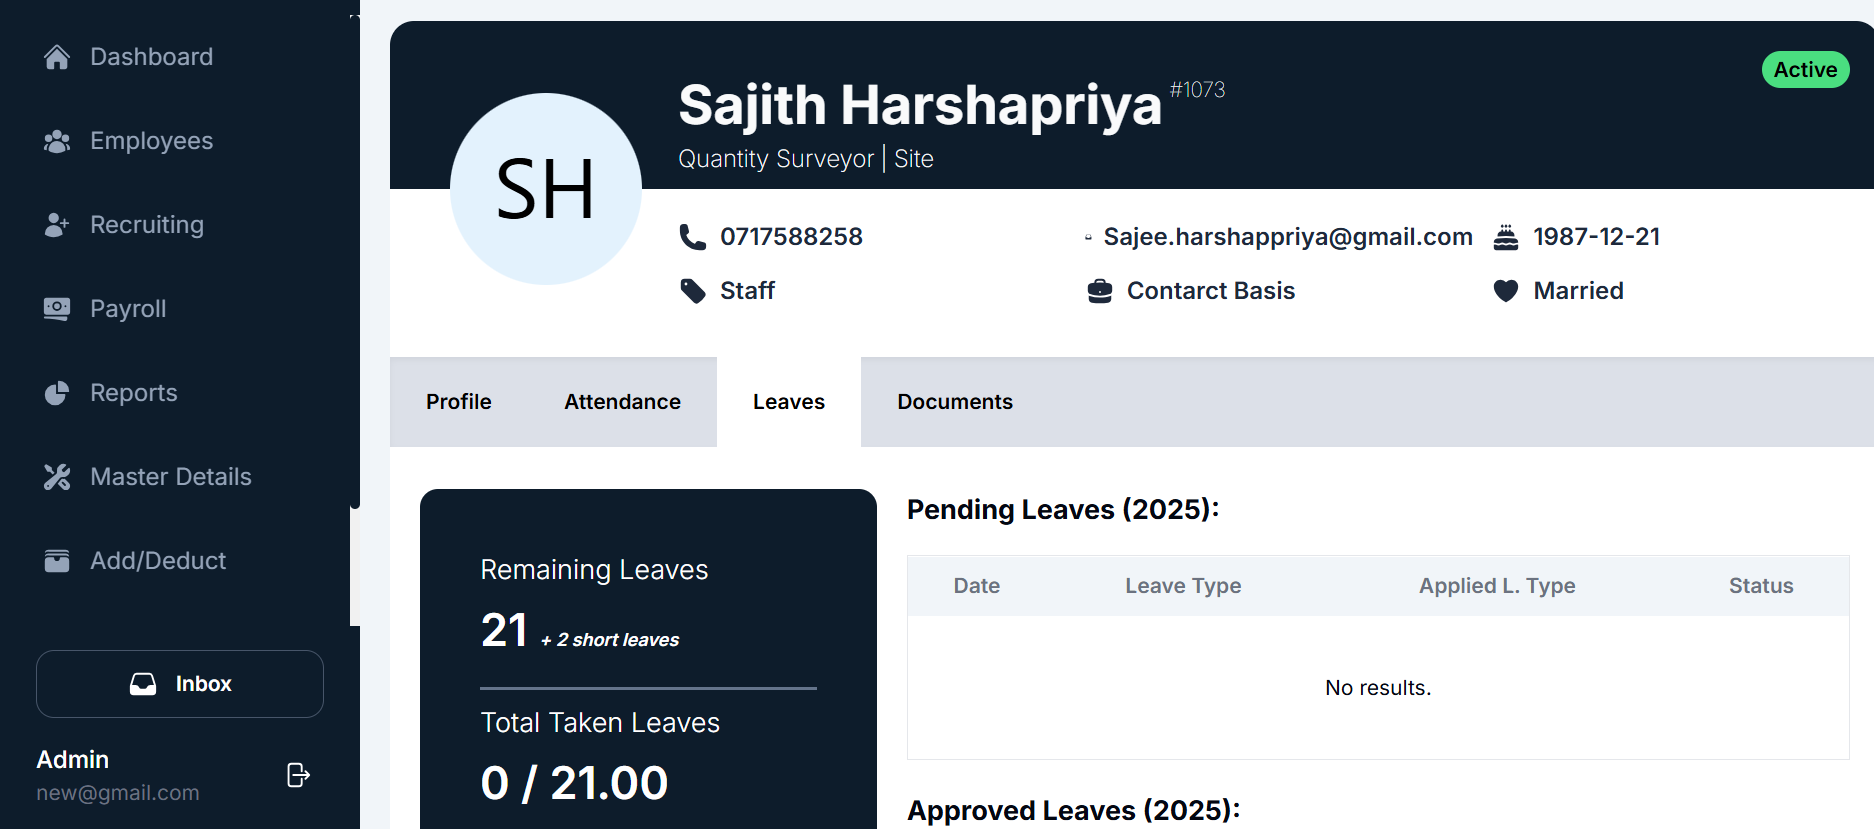 Dashboard
Employees
Recruiting
Payroll
Reports
Master Details
Add/Deduct
Inbox
Admin
new@gmail.com
SH
Sajith Harshapriya #1073
Active
Quantity Surveyor | Site
0717588258
Sajee.harshappriya@gmail.com
1987-12-21
Staff
Contarct Basis
Married
Profile Attendance Leaves Documents
Remaining Leaves
21 + 2 short leaves
Total Taken Leaves
0 / 21.00
Pending Leaves (2025):
Date Leave Type Applied L. Type Status
No results.
Approved Leaves (2025):